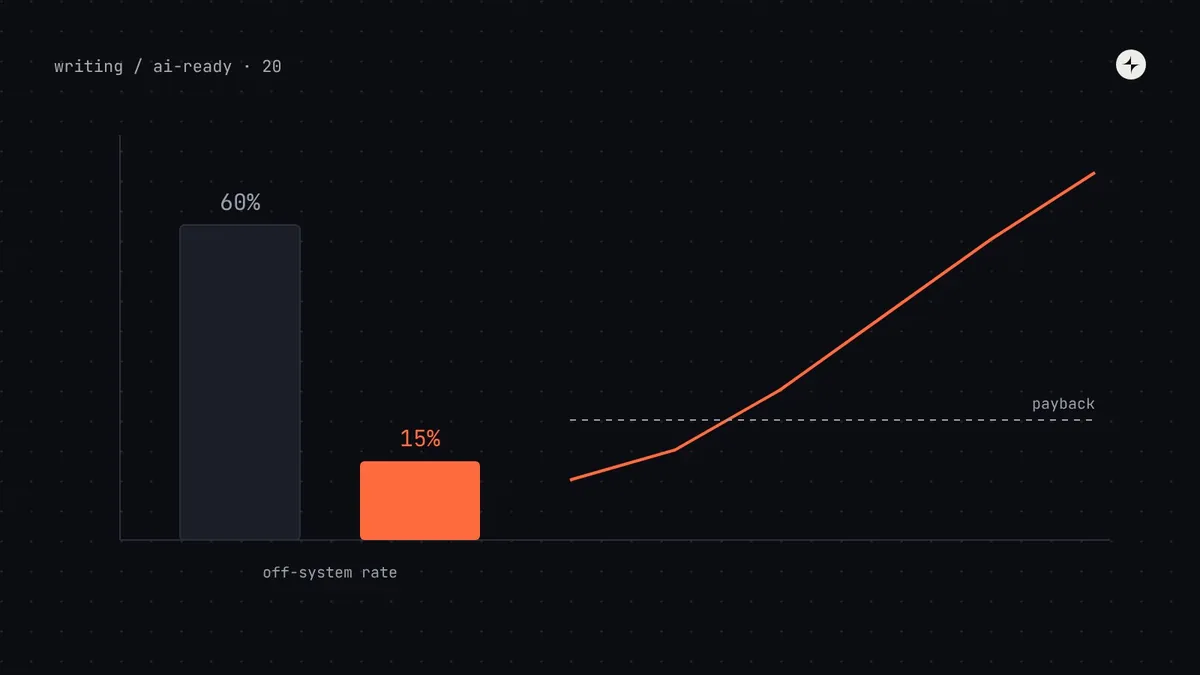 writing / ai-ready · 20
60%
15%
payback
off-system rate